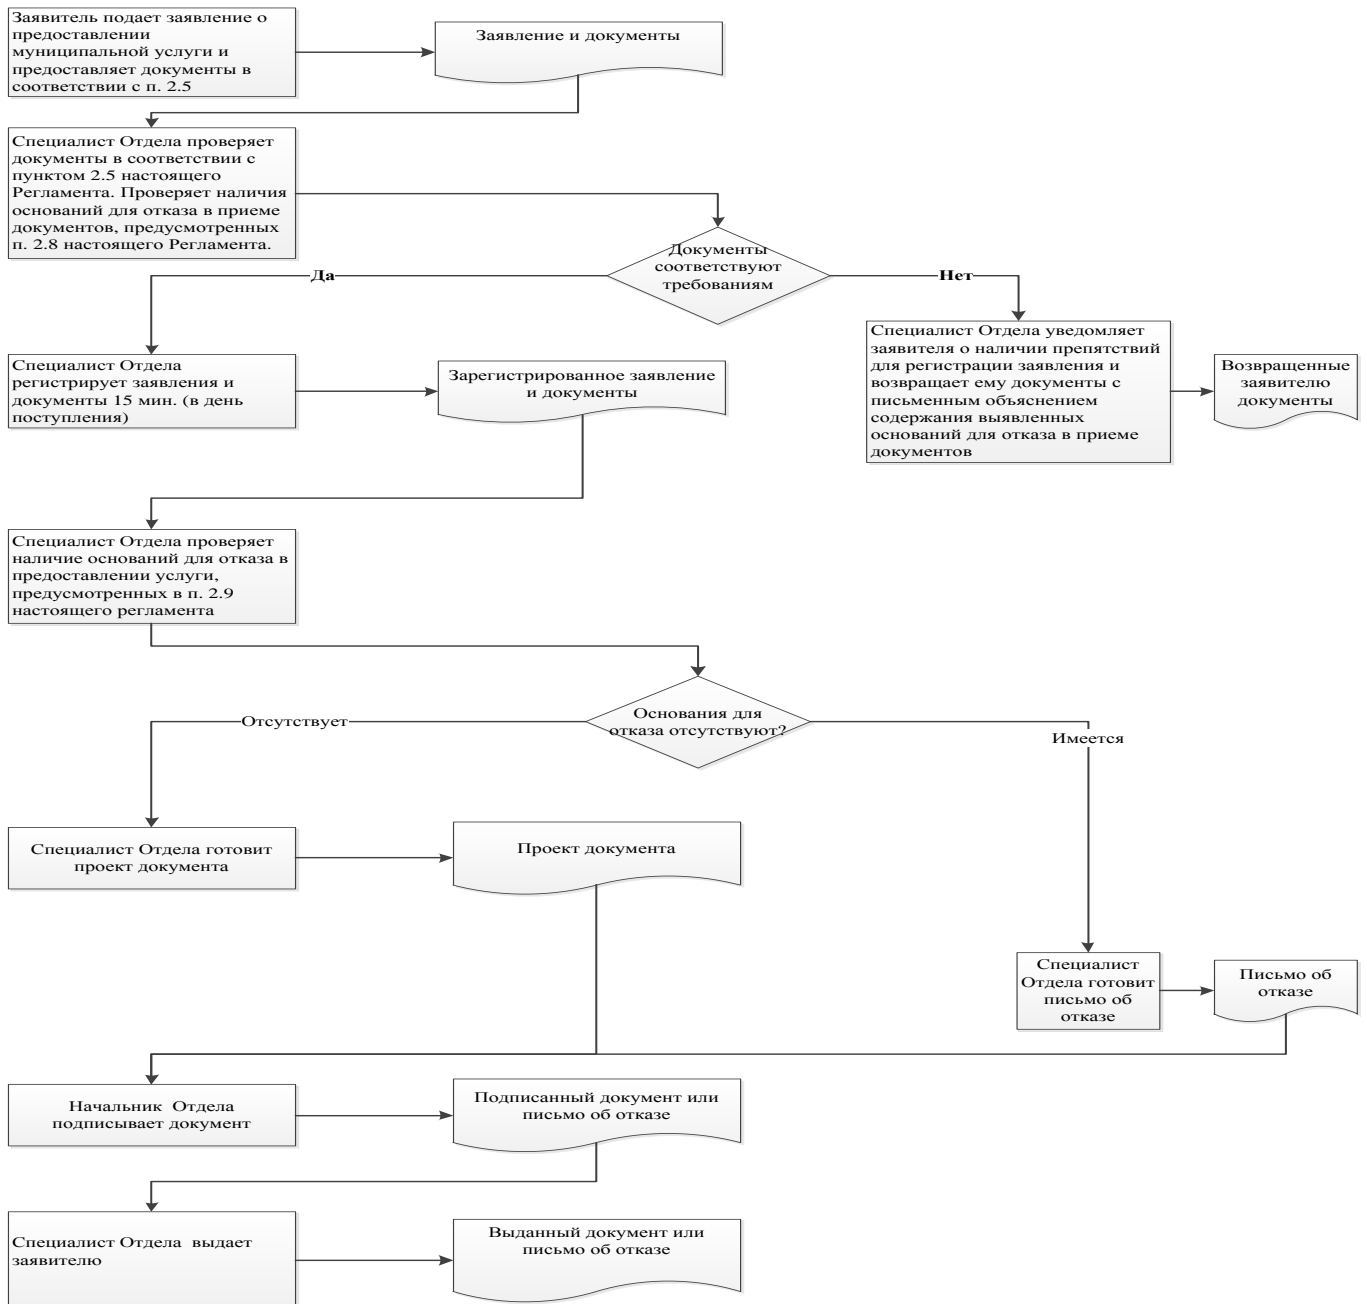 Заявитель подает заявление о
предоставлении
муниципальной услуги и
предоставляет документы в
соответствии с п. 2.5
Заявление и документы
Специалист Отдела проверяет
документы в соответствии с
пунктом 2.5 настоящего
Регламента. Проверяет наличия
оснований для отказа в приеме
документов, предусмотренных
п. 2.8 настоящего Регламента.
Документы
соответствуют
требованиям
Да
Нет
Специалист Отдела
регистрирует заявления и
документы 15 мин. (в день
поступления)
Зарегистрированное заявление
и документы
Специалист Отдела уведомляет
заявителя о наличии препятствий
для регистрации заявления и
возвращает ему документы с
письменным объяснением
содержания выявленных
оснований для отказа в приеме
документов
Возвращенные
заявителю
документы
Специалист Отдела проверяет
наличие оснований для отказа в
предоставлении услуги,
предусмотренных в п. 2.9
настоящего регламента
Основания для
отказа отсутствуют?
Отсутствует
Имеется
Специалист Отдела готовит
проект документа
Проект документа
Специалист
Отдела готовит
письмо об
отказе
Письмо об
отказе
Начальник  Отдела
подписывает документ
Подписанный документ или
письмо об отказе
Специалист Отдела  выдает
заявителю
Выданный документ или
письмо об отказе